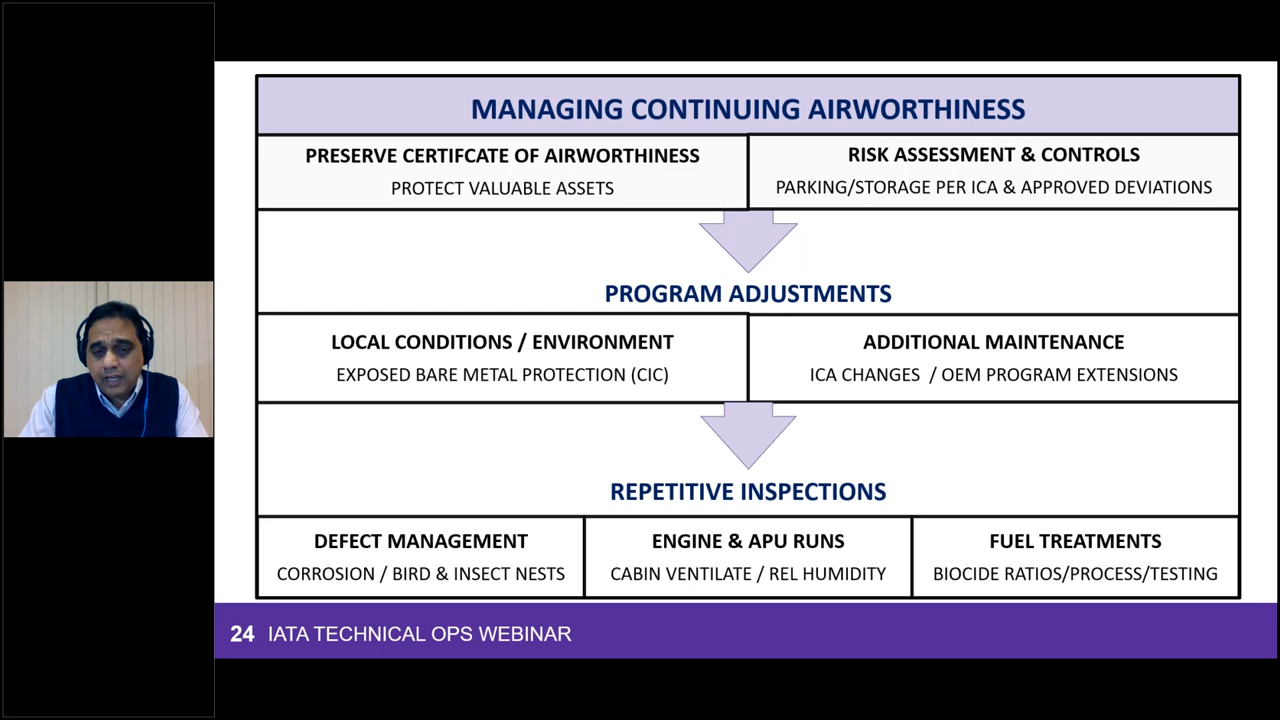 MANAGING CONTINUING AIRWORTHINESS
PRESERVE CERTIFCATE OF AIRWORTHINESS
PROTECT VALUABLE ASSETS
RISK ASSESSMENT & CONTROLS
PARKING/STORAGE PER ICA & APPROVED DEVIATIONS
PROGRAM ADJUSTMENTS
LOCAL CONDITIONS / ENVIRONMENT
EXPOSED BARE METAL PROTECTION (CIC)
ADDITIONAL MAINTENANCE
ICA CHANGES / OEM PROGRAM EXTENSIONS
REPETITIVE INSPECTIONS
DEFECT MANAGEMENT
CORROSION / BIRD & INSECT NESTS
ENGINE & APU RUNS
CABIN VENTILATE / REL HUMIDITY
FUEL TREATMENTS
BIOCIDE RATIOS/PROCESS/TESTING
24 IATA TECHNICAL OPS WEBINAR